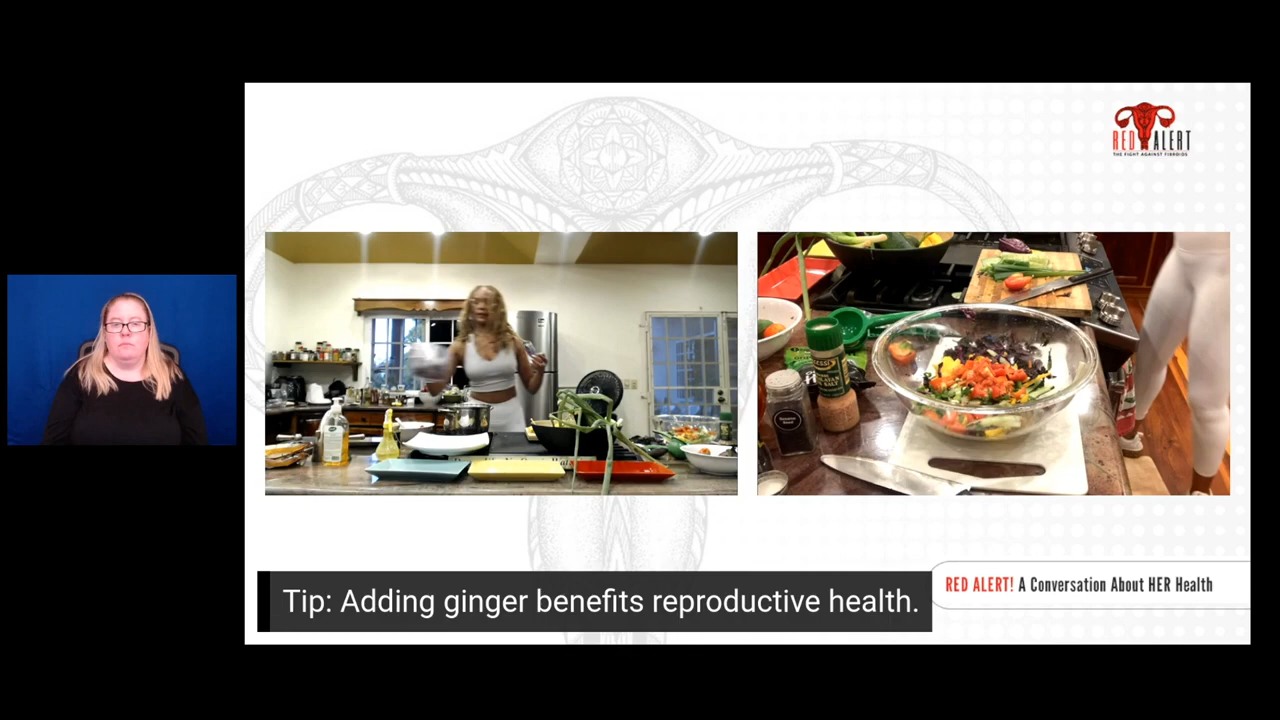 RED ALERT
THE FIGHT AGAINST FIBROIDS
Tip: Adding ginger benefits reproductive health.
RED ALERT! A Conversation About HER Health